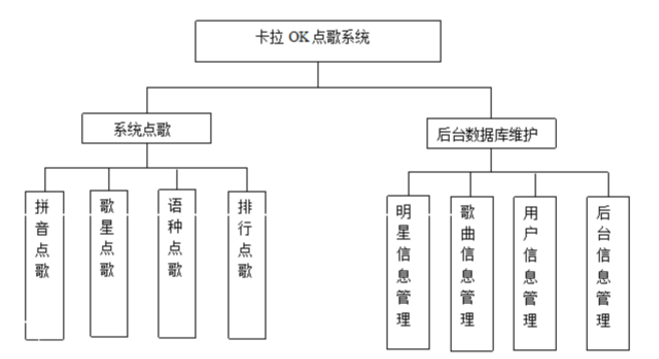 卡拉 OK 点歌系统
系统点歌
后台数据库维护
拼音点歌
歌星点歌
语种点歌
排行点歌
明星信息管理
歌曲信息管理
用户信息管理
后台信息管理